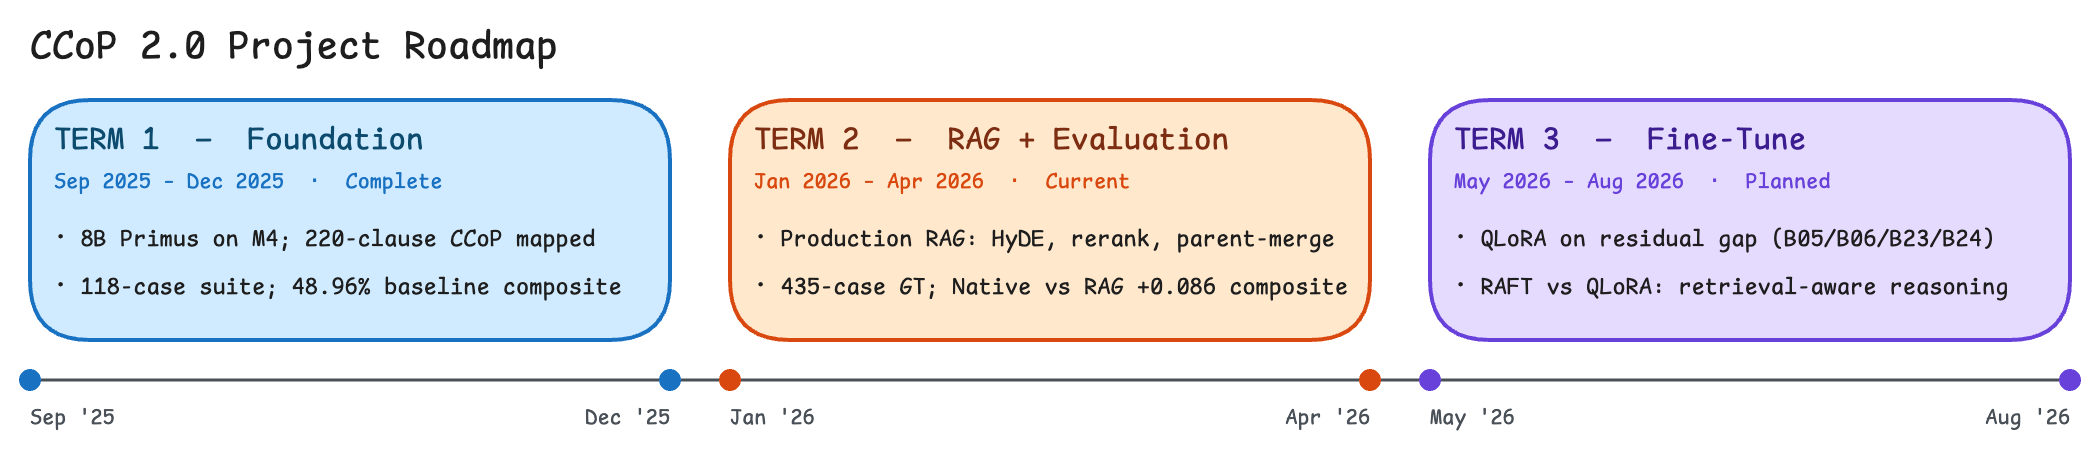 CCoP 2.0 Project Roadmap
TERM 1 – Foundation
Sep 2025 – Dec 2025 · Complete
· 8B Primus on M4; 220-clause CCoP mapped
· 118-case suite; 48.96% baseline composite
TERM 2 – RAG + Evaluation
Jan 2026 – Apr 2026 · Current
· Production RAG: HyDE, rerank, parent-merge
· 435-case GT; Native vs RAG +0.086 composite
TERM 3 – Fine-Tune
May 2026 – Aug 2026 · Planned
· QLoRA on residual gap (B05/B06/B23/B24)
· RAFT vs QLoRA: retrieval-aware reasoning
Sep '25
Dec '25
Jan '26
Apr '26
May '26
Aug '26